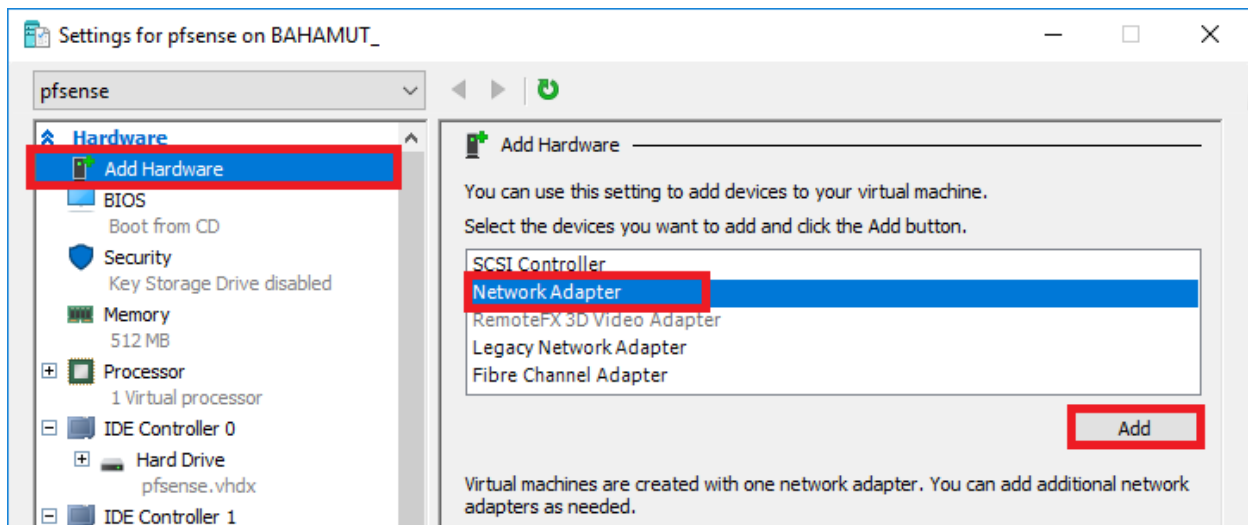 Settings for pfsense on BAHAMUT_
pfsense
Hardware
Add Hardware
BIOS
Boot from CD
Security
Key Storage Drive disabled
Memory
512 MB
Processor
1 Virtual processor
IDE Controller 0
Hard Drive
pfsense.vhdx
IDE Controller 1
Add Hardware
You can use this setting to add devices to your virtual machine.
Select the devices you want to add and click the Add button.
SCSI Controller
Network Adapter
RemoteFX 3D Video Adapter
Legacy Network Adapter
Fibre Channel Adapter
Add
Virtual machines are created with one network adapter. You can add additional network
adapters as needed.